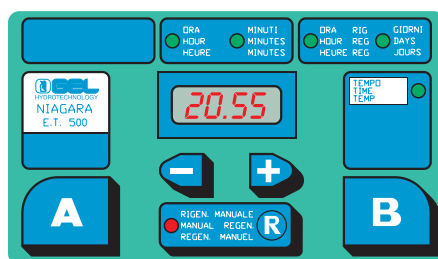 ORA
HOUR
HEURE
MINUTI
MINUTES
MINUTES
ORA RIG
HOUR REG
HEURE REG
GIORNI
DAYS
JOURS
GEL
HYDROTECHNOLOGY
NIAGARA
E.T. 500
20.55
TEMPO
TIME
TEMP
- +
A
RIGEN. MANUALE
MANUAL REGEN.
REGEN. MANUEL
R
B